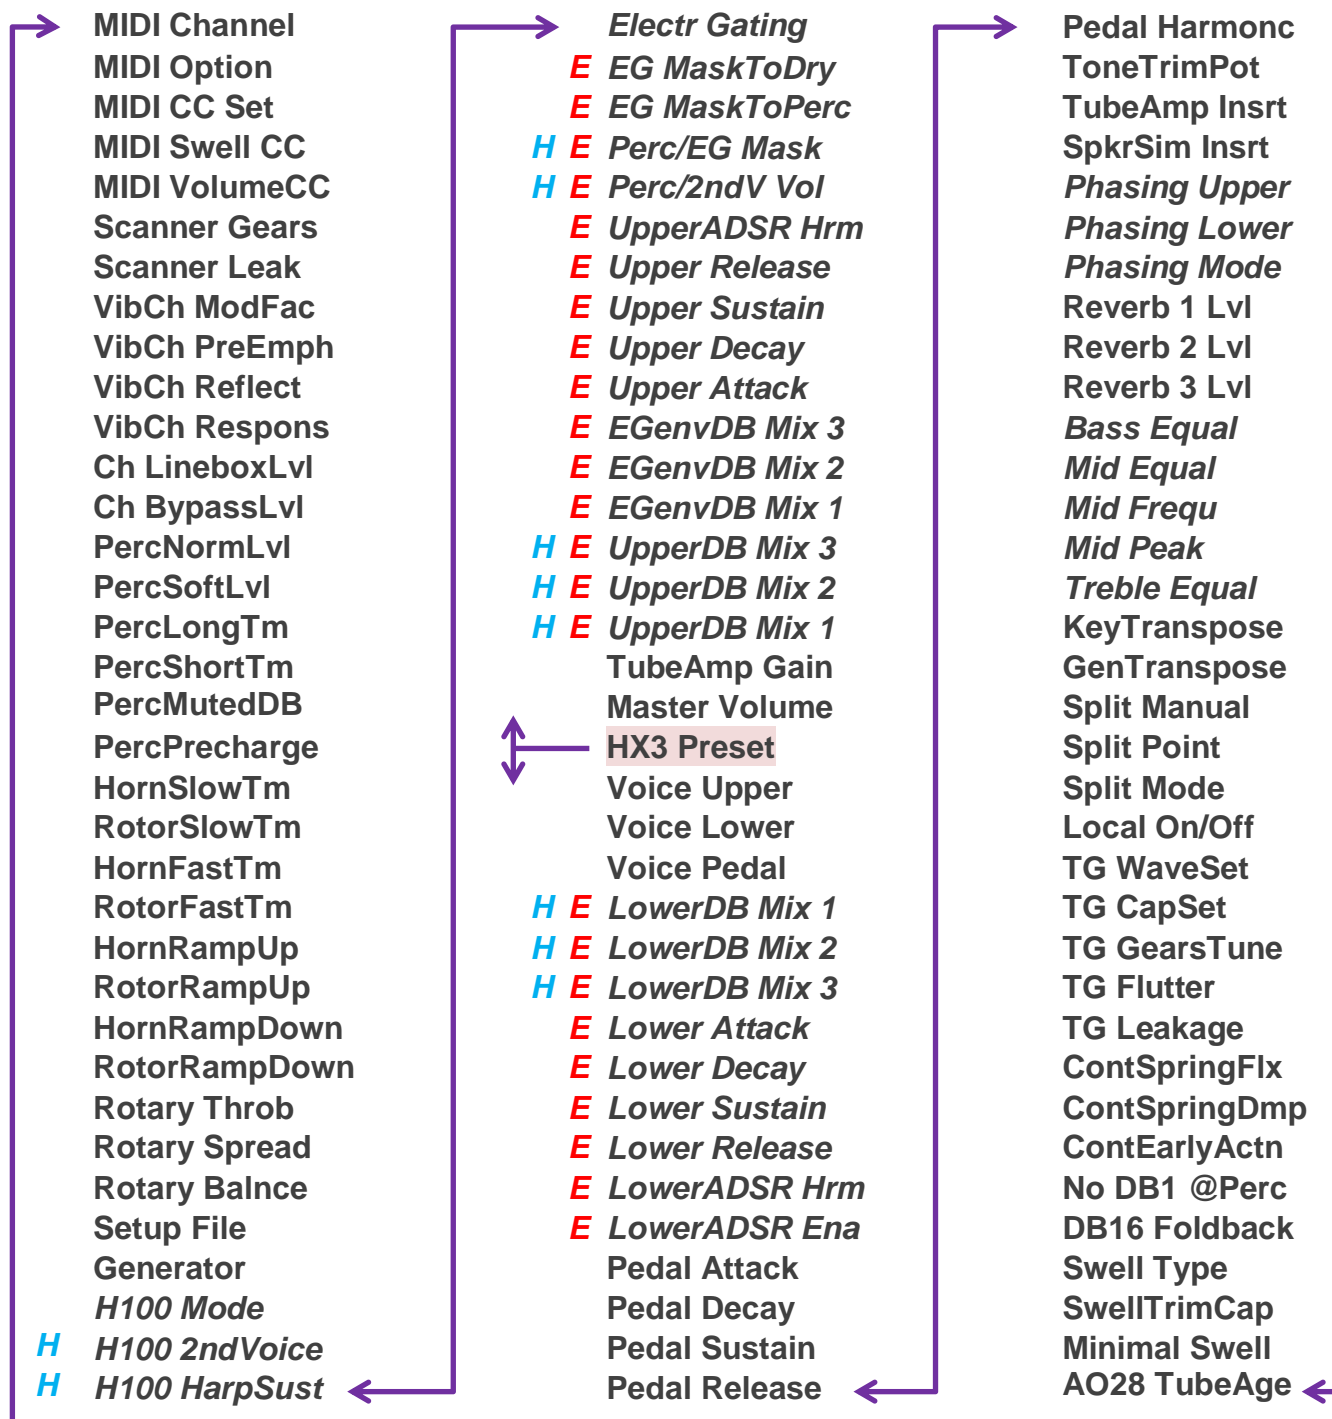 MIDI Channel
MIDI Option
MIDI CC Set
MIDI Swell CC
MIDI VolumeCC
Scanner Gears
Scanner Leak
VibCh ModFac
VibCh PreEmph
VibCh Reflect
VibCh Respons
Ch LineboxLvl
Ch BypassLvl
PercNormLvl
PercSoftLvl
PercLongTm
PercShortTm
PercMutedDB
PercPrecharge
HornSlowTm
RotorSlowTm
HornFastTm
RotorFastTm
HornRampUp
RotorRampUp
HornRampDown
RotorRampDown
Rotary Throb
Rotary Spread
Rotary Balnce
Setup File
Generator
H100 Mode
H H100 2ndVoice
H H100 HarpSust
Electr Gating
E EG MaskToDry
E EG MaskToPerc
H E Perc/EG Mask
H E Perc/2ndV Vol
E UpperADSR Hrm
E Upper Release
E Upper Sustain
E Upper Decay
E Upper Attack
E EGenvDB Mix 3
E EGenvDB Mix 2
E EGenvDB Mix 1
H E UpperDB Mix 3
H E UpperDB Mix 2
H E UpperDB Mix 1
TubeAmp Gain
Master Volume
HX3 Preset
Voice Upper
Voice Lower
Voice Pedal
H E LowerDB Mix 1
H E LowerDB Mix 2
H E LowerDB Mix 3
E Lower Attack
E Lower Decay
E Lower Sustain
E Lower Release
E LowerADSR Hrm
E LowerADSR Ena
Pedal Attack
Pedal Decay
Pedal Sustain
Pedal Release
Pedal Harmonc
ToneTrimPot
TubeAmp Insrt
SpkrSim Insrt
Phasing Upper
Phasing Lower
Phasing Mode
Reverb 1 Lvl
Reverb 2 Lvl
Reverb 3 Lvl
Bass Equal
Mid Equal
Mid Frequ
Mid Peak
Treble Equal
KeyTranspose
GenTranspose
Split Manual
Split Point
Split Mode
Local On/Off
TG WaveSet
TG CapSet
TG GearsTune
TG Flutter
TG Leakage
ContSpringFlx
ContSpringDmp
ContEarlyActn
No DB1 @Perc
DB16 Foldback
Swell Type
SwellTrimCap
Minimal Swell
AO28 TubeAge